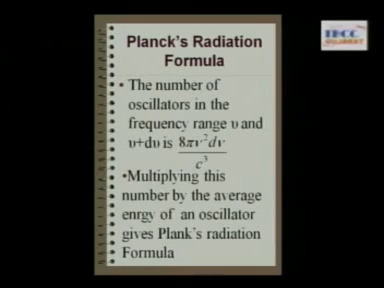 Planck's Radiation
Formula
• The number of
oscillators in the
frequency range υ and
υ+dυ is 8πν²dν / c³
•Multiplying this
number by the average
enrgy of an oscillator
gives Plank's radiation
Formula